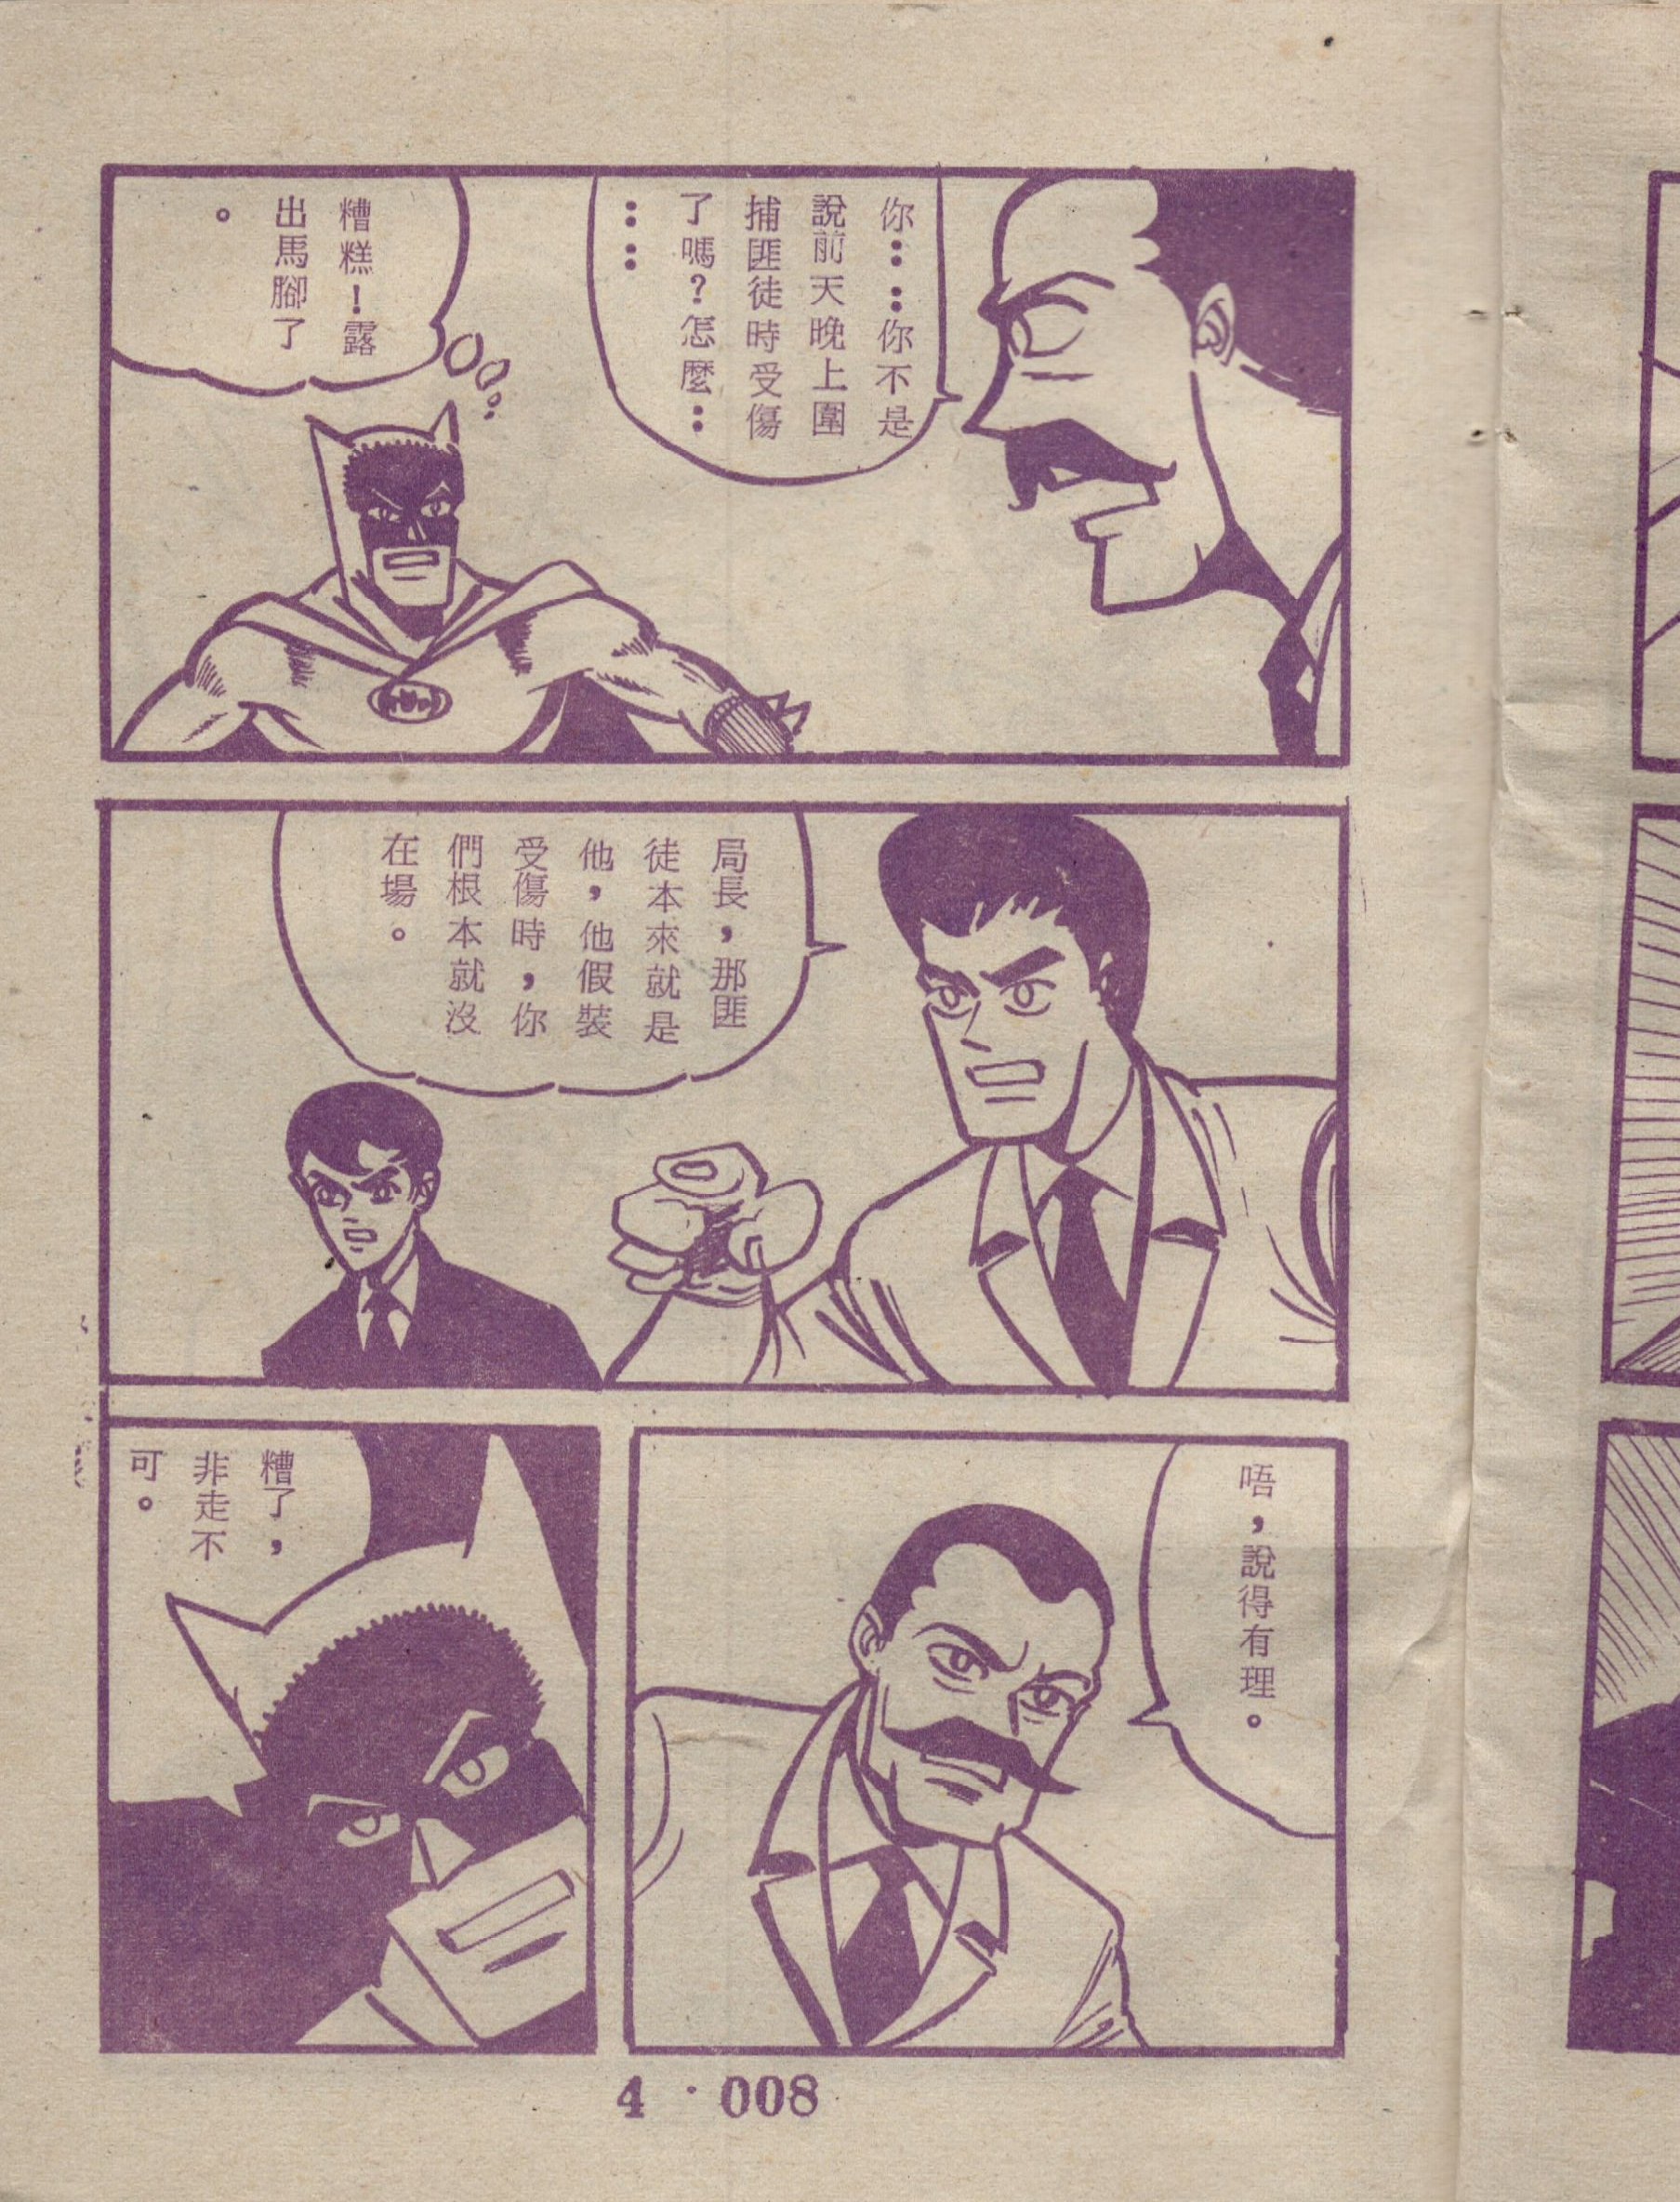 你……你不是
說前天晚上圍
捕匪徒時受傷
了嗎？怎麼…
…
糟糕！露
出馬腳了
。
局長，那匪
徒本來就是
他，他假裝
受傷時，你
們根本就沒
在場。
唔，說得有理。
糟了，
非走不
可。
4·008